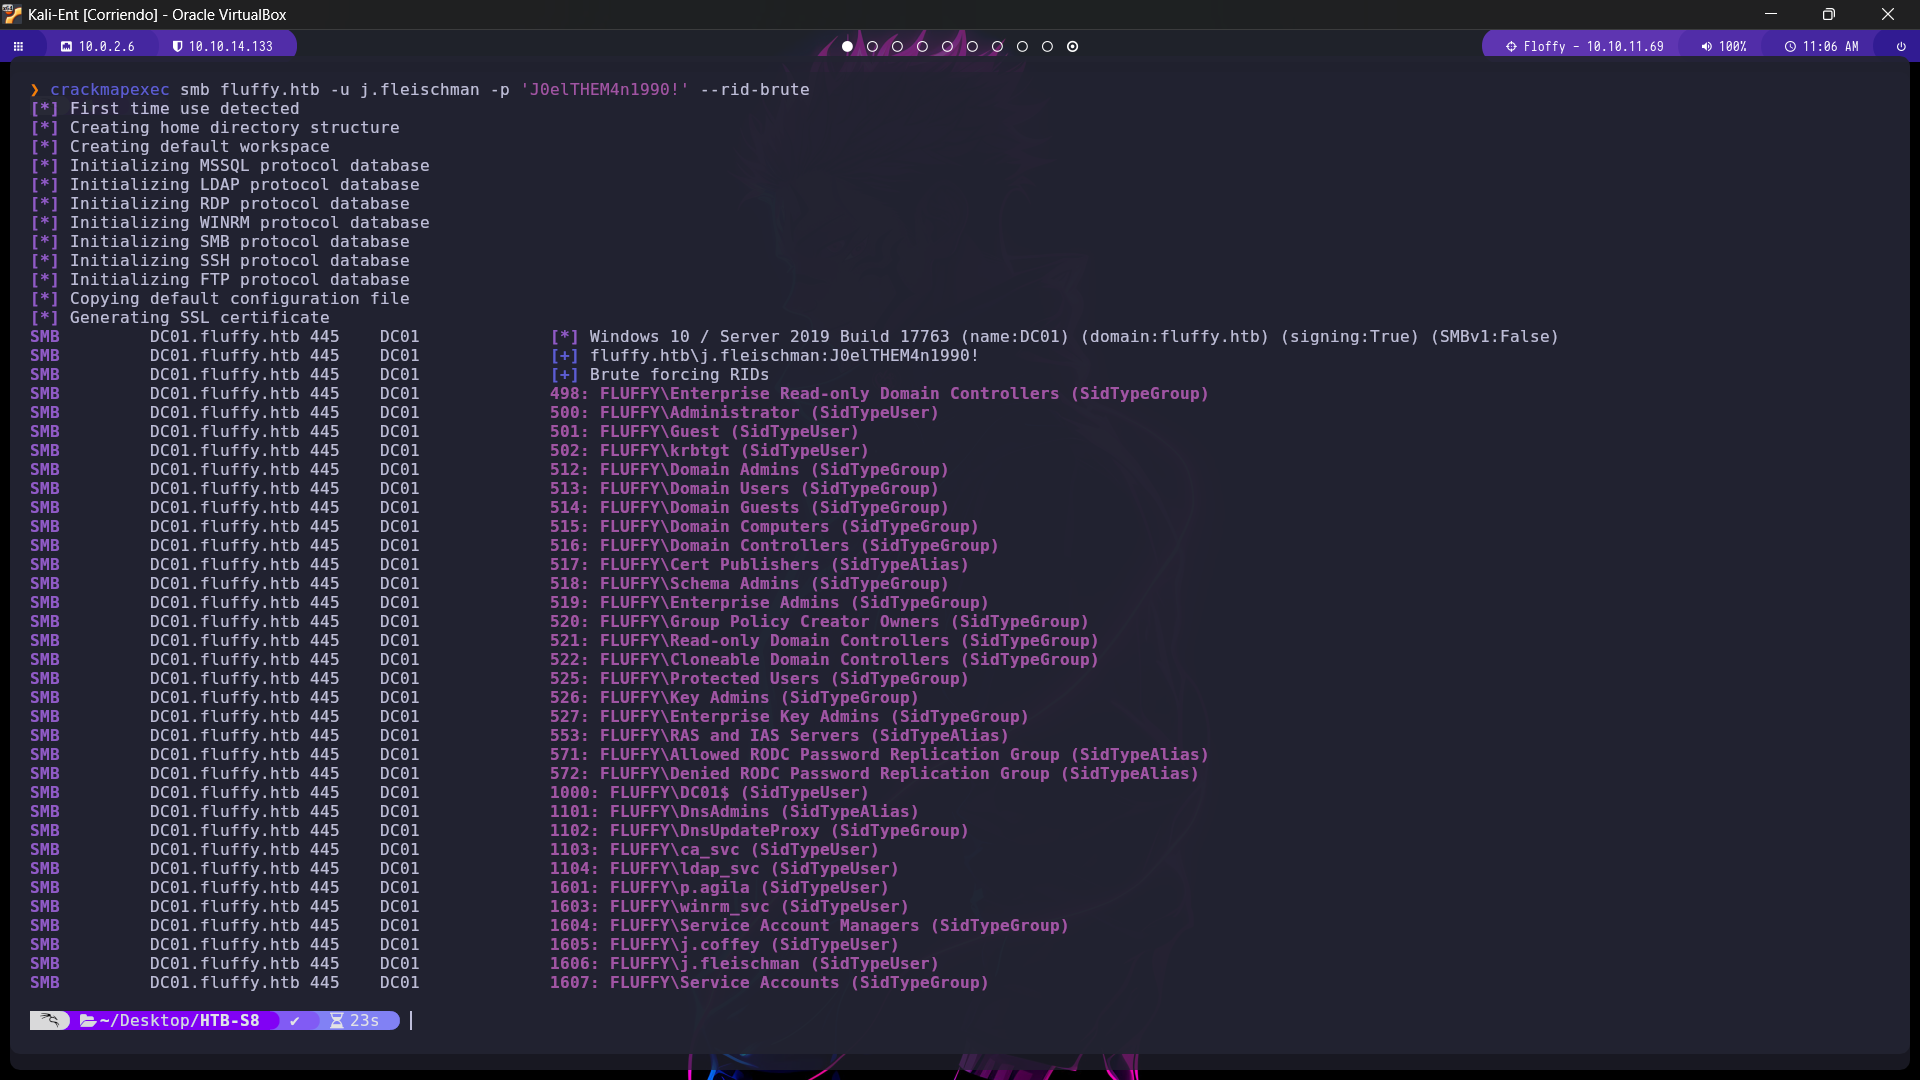 Kali-Ent [Corriendo] - Oracle VirtualBox
10.0.2.6 10.10.14.133 Floffy - 10.10.11.69 100% 11:06 AM
❯ crackmapexec smb fluffy.htb -u j.fleischman -p 'J0elTHEM4n1990!' --rid-brute
[*] First time use detected
[*] Creating home directory structure
[*] Creating default workspace
[*] Initializing MSSQL protocol database
[*] Initializing LDAP protocol database
[*] Initializing RDP protocol database
[*] Initializing WINRM protocol database
[*] Initializing SMB protocol database
[*] Initializing SSH protocol database
[*] Initializing FTP protocol database
[*] Copying default configuration file
[*] Generating SSL certificate
SMB DC01.fluffy.htb 445 DC01 [*] Windows 10 / Server 2019 Build 17763 (name:DC01) (domain:fluffy.htb) (signing:True) (SMBv1:False)
SMB DC01.fluffy.htb 445 DC01 [+] fluffy.htb\j.fleischman:J0elTHEM4n1990!
SMB DC01.fluffy.htb 445 DC01 [+] Brute forcing RIDs
SMB DC01.fluffy.htb 445 DC01 498: FLUFFY\Enterprise Read-only Domain Controllers (SidTypeGroup)
SMB DC01.fluffy.htb 445 DC01 500: FLUFFY\Administrator (SidTypeUser)
SMB DC01.fluffy.htb 445 DC01 501: FLUFFY\Guest (SidTypeUser)
SMB DC01.fluffy.htb 445 DC01 502: FLUFFY\krbtgt (SidTypeUser)
SMB DC01.fluffy.htb 445 DC01 512: FLUFFY\Domain Admins (SidTypeGroup)
SMB DC01.fluffy.htb 445 DC01 513: FLUFFY\Domain Users (SidTypeGroup)
SMB DC01.fluffy.htb 445 DC01 514: FLUFFY\Domain Guests (SidTypeGroup)
SMB DC01.fluffy.htb 445 DC01 515: FLUFFY\Domain Computers (SidTypeGroup)
SMB DC01.fluffy.htb 445 DC01 516: FLUFFY\Domain Controllers (SidTypeGroup)
SMB DC01.fluffy.htb 445 DC01 517: FLUFFY\Cert Publishers (SidTypeAlias)
SMB DC01.fluffy.htb 445 DC01 518: FLUFFY\Schema Admins (SidTypeGroup)
SMB DC01.fluffy.htb 445 DC01 519: FLUFFY\Enterprise Admins (SidTypeGroup)
SMB DC01.fluffy.htb 445 DC01 520: FLUFFY\Group Policy Creator Owners (SidTypeGroup)
SMB DC01.fluffy.htb 445 DC01 521: FLUFFY\Read-only Domain Controllers (SidTypeGroup)
SMB DC01.fluffy.htb 445 DC01 522: FLUFFY\Cloneable Domain Controllers (SidTypeGroup)
SMB DC01.fluffy.htb 445 DC01 525: FLUFFY\Protected Users (SidTypeGroup)
SMB DC01.fluffy.htb 445 DC01 526: FLUFFY\Key Admins (SidTypeGroup)
SMB DC01.fluffy.htb 445 DC01 527: FLUFFY\Enterprise Key Admins (SidTypeGroup)
SMB DC01.fluffy.htb 445 DC01 553: FLUFFY\RAS and IAS Servers (SidTypeAlias)
SMB DC01.fluffy.htb 445 DC01 571: FLUFFY\Allowed RODC Password Replication Group (SidTypeAlias)
SMB DC01.fluffy.htb 445 DC01 572: FLUFFY\Denied RODC Password Replication Group (SidTypeAlias)
SMB DC01.fluffy.htb 445 DC01 1000: FLUFFY\DC01$ (SidTypeUser)
SMB DC01.fluffy.htb 445 DC01 1101: FLUFFY\DnsAdmins (SidTypeAlias)
SMB DC01.fluffy.htb 445 DC01 1102: FLUFFY\DnsUpdateProxy (SidTypeGroup)
SMB DC01.fluffy.htb 445 DC01 1103: FLUFFY\ca_svc (SidTypeUser)
SMB DC01.fluffy.htb 445 DC01 1104: FLUFFY\ldap_svc (SidTypeUser)
SMB DC01.fluffy.htb 445 DC01 1601: FLUFFY\p.agila (SidTypeUser)
SMB DC01.fluffy.htb 445 DC01 1603: FLUFFY\winrm_svc (SidTypeUser)
SMB DC01.fluffy.htb 445 DC01 1604: FLUFFY\Service Account Managers (SidTypeGroup)
SMB DC01.fluffy.htb 445 DC01 1605: FLUFFY\j.coffey (SidTypeUser)
SMB DC01.fluffy.htb 445 DC01 1606: FLUFFY\j.fleischman (SidTypeUser)
SMB DC01.fluffy.htb 445 DC01 1607: FLUFFY\Service Accounts (SidTypeGroup)
~/Desktop/HTB-S8 ✔ 23s